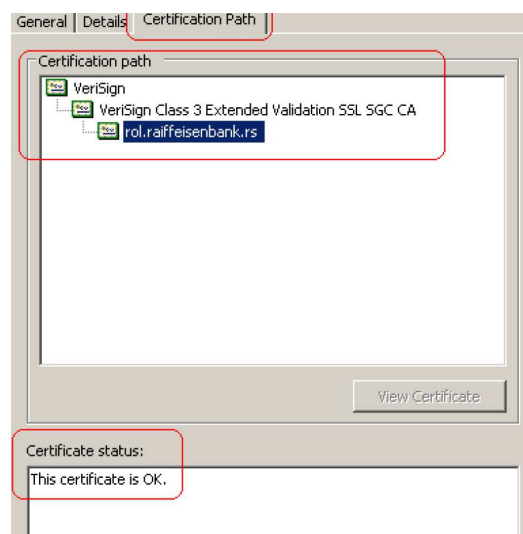 General Details Certification Path
Certification path
VeriSign
VeriSign Class 3 Extended Validation SSL SGC CA
rol.raiffeisenbank.rs
View Certificate
Certificate status:
This certificate is OK.